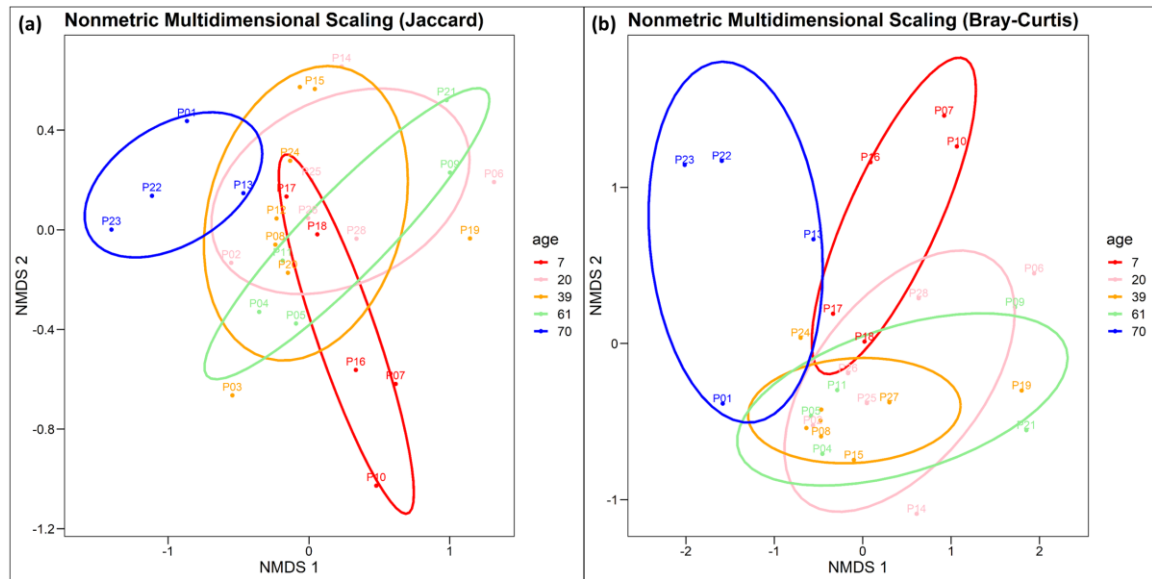 (a) Nonmetric Multidimensional Scaling (Jaccard)
P14
P15
P21
P01
0.4
P24
P25
P09
P06
P22
P13
P17
P23
P18
P28
P19
0.0
P08
P02
P20
P04
P05
-0.4
P16
P07
P03
-0.8
P10
-1.2
-1
0
1
NMDS 1
NMDS 2
age
7
20
39
61
70
(b) Nonmetric Multidimensional Scaling (Bray-Curtis)
P07
P10
P23
P22
P16
1
P13
P06
P28
P09
P17
P24
P18
0
P11
P25
P27
P19
P05
P21
P08
P04
P15
P01
P14
-1
-2
-1
0
1
2
NMDS 1
NMDS 2
age
7
20
39
61
70